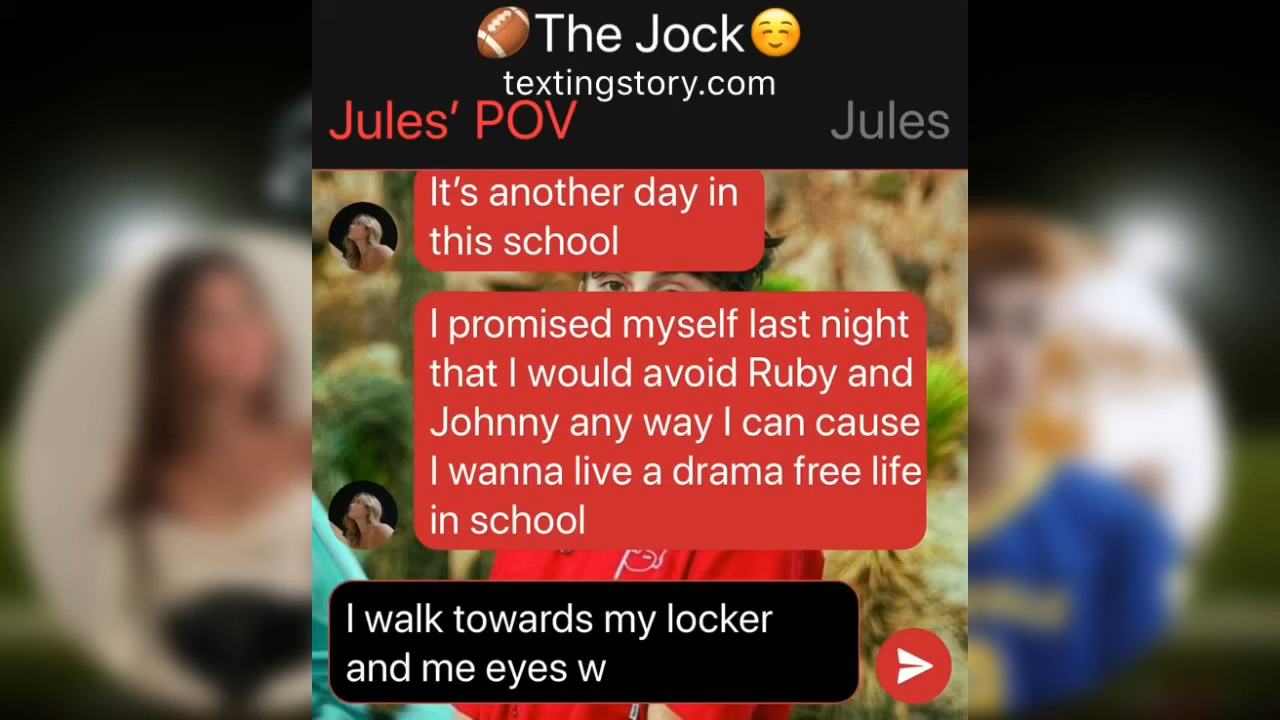 🏈The Jock☺️
textingstory.com
Jules’ POV
Jules
It’s another day in
this school
I promised myself last night
that I would avoid Ruby and
Johnny any way I can cause
I wanna live a drama free life
in school
I walk towards my locker
and me eyes w